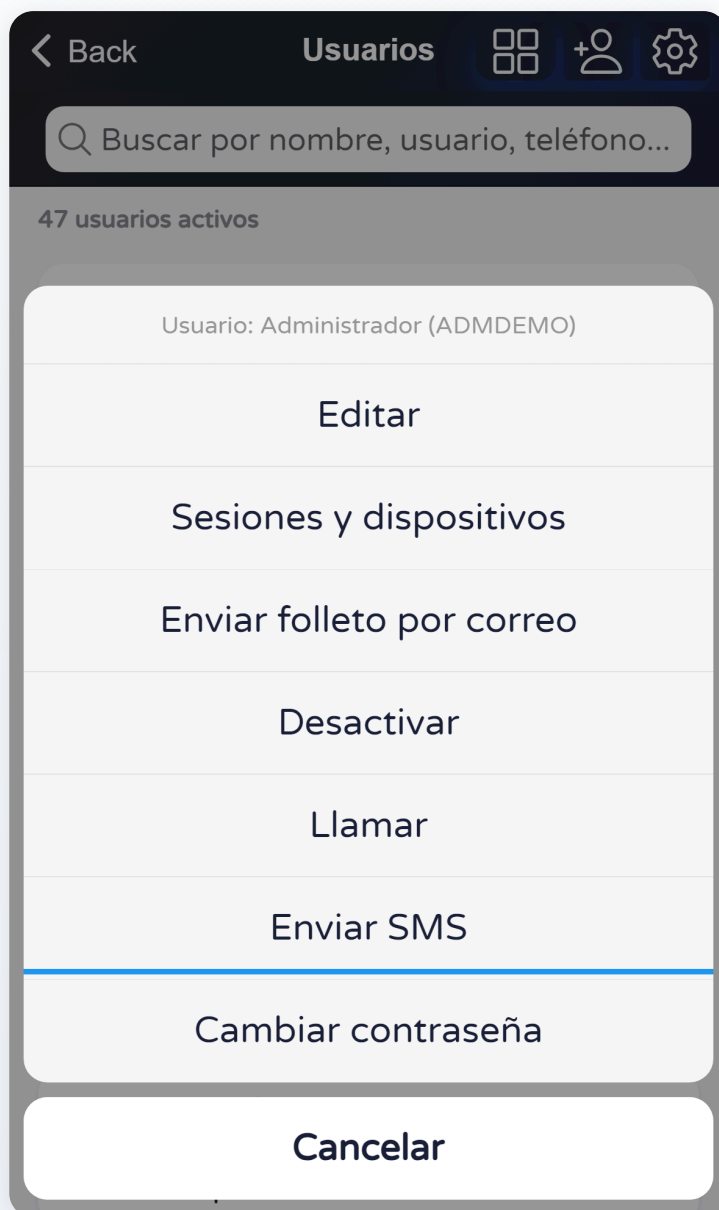 Back
Usuarios
Buscar por nombre, usuario, teléfono...
47 usuarios activos
Usuario: Administrador (ADMDEMO)
Editar
Sesiones y dispositivos
Enviar folleto por correo
Desactivar
Llamar
Enviar SMS
Cambiar contraseña
Cancelar